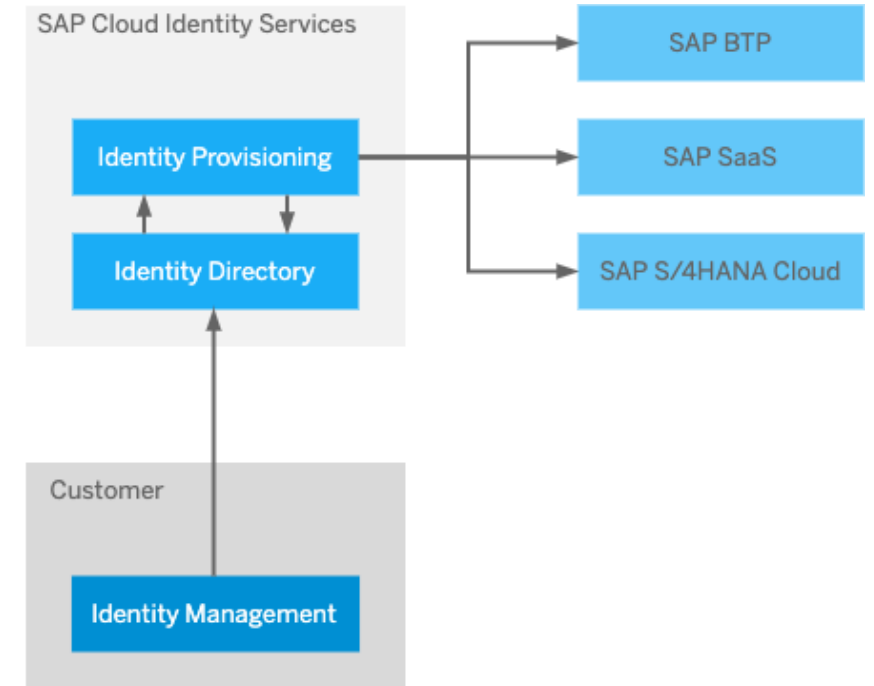 SAP Cloud Identity Services
SAP BTP
Identity Provisioning
SAP SaaS
Identity Directory
SAP S/4HANA Cloud
Customer
Identity Management